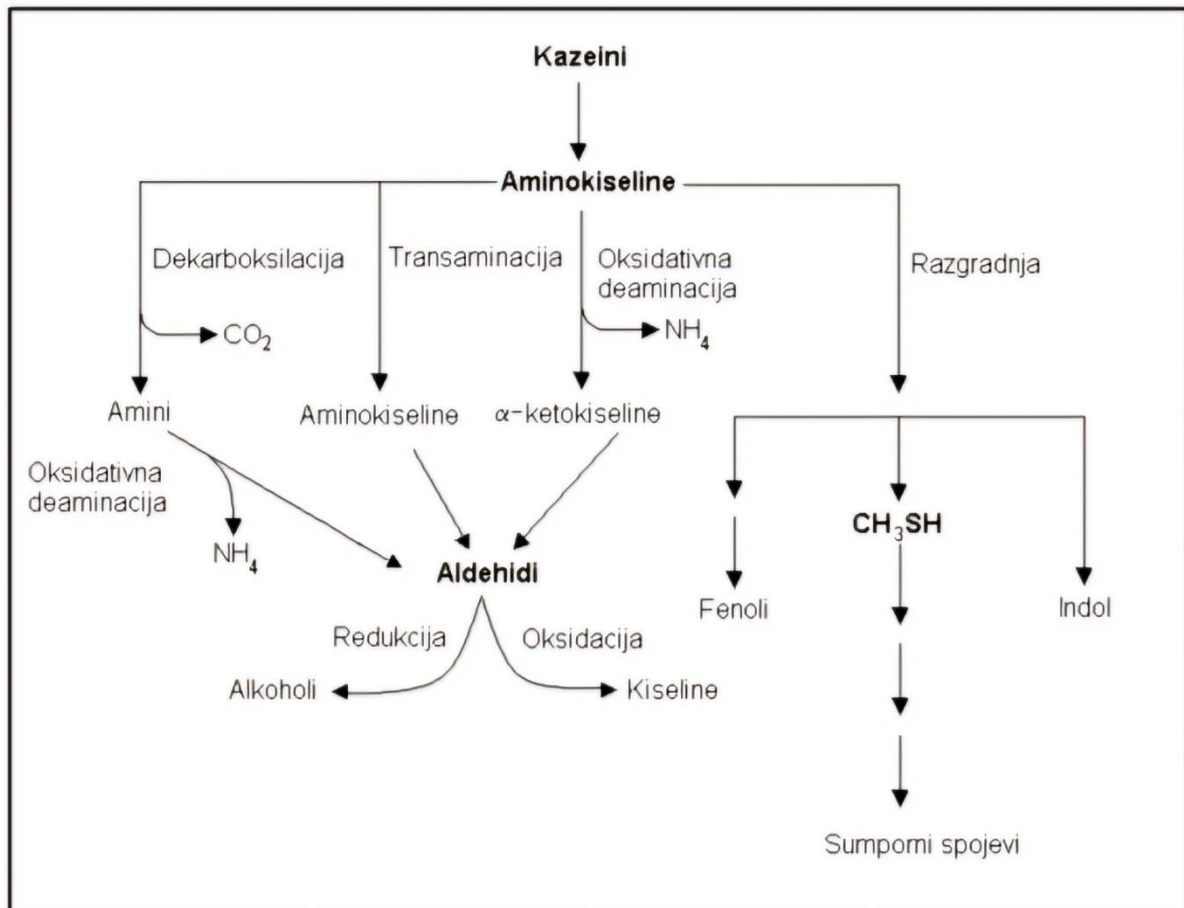 Kazeini
Aminokiseline
Dekarboksilacija
Transaminacija
Oksidativna
deaminacija
Razgradnja
CO₂
NH₄
Amini
Aminokiseline
α-ketokiseline
Oksidativna
deaminacija
NH₄
CH₃SH
Aldehidi
Fenoli
Indol
Redukcija
Oksidacija
Alkoholi
Kiseline
Sumporni spojevi